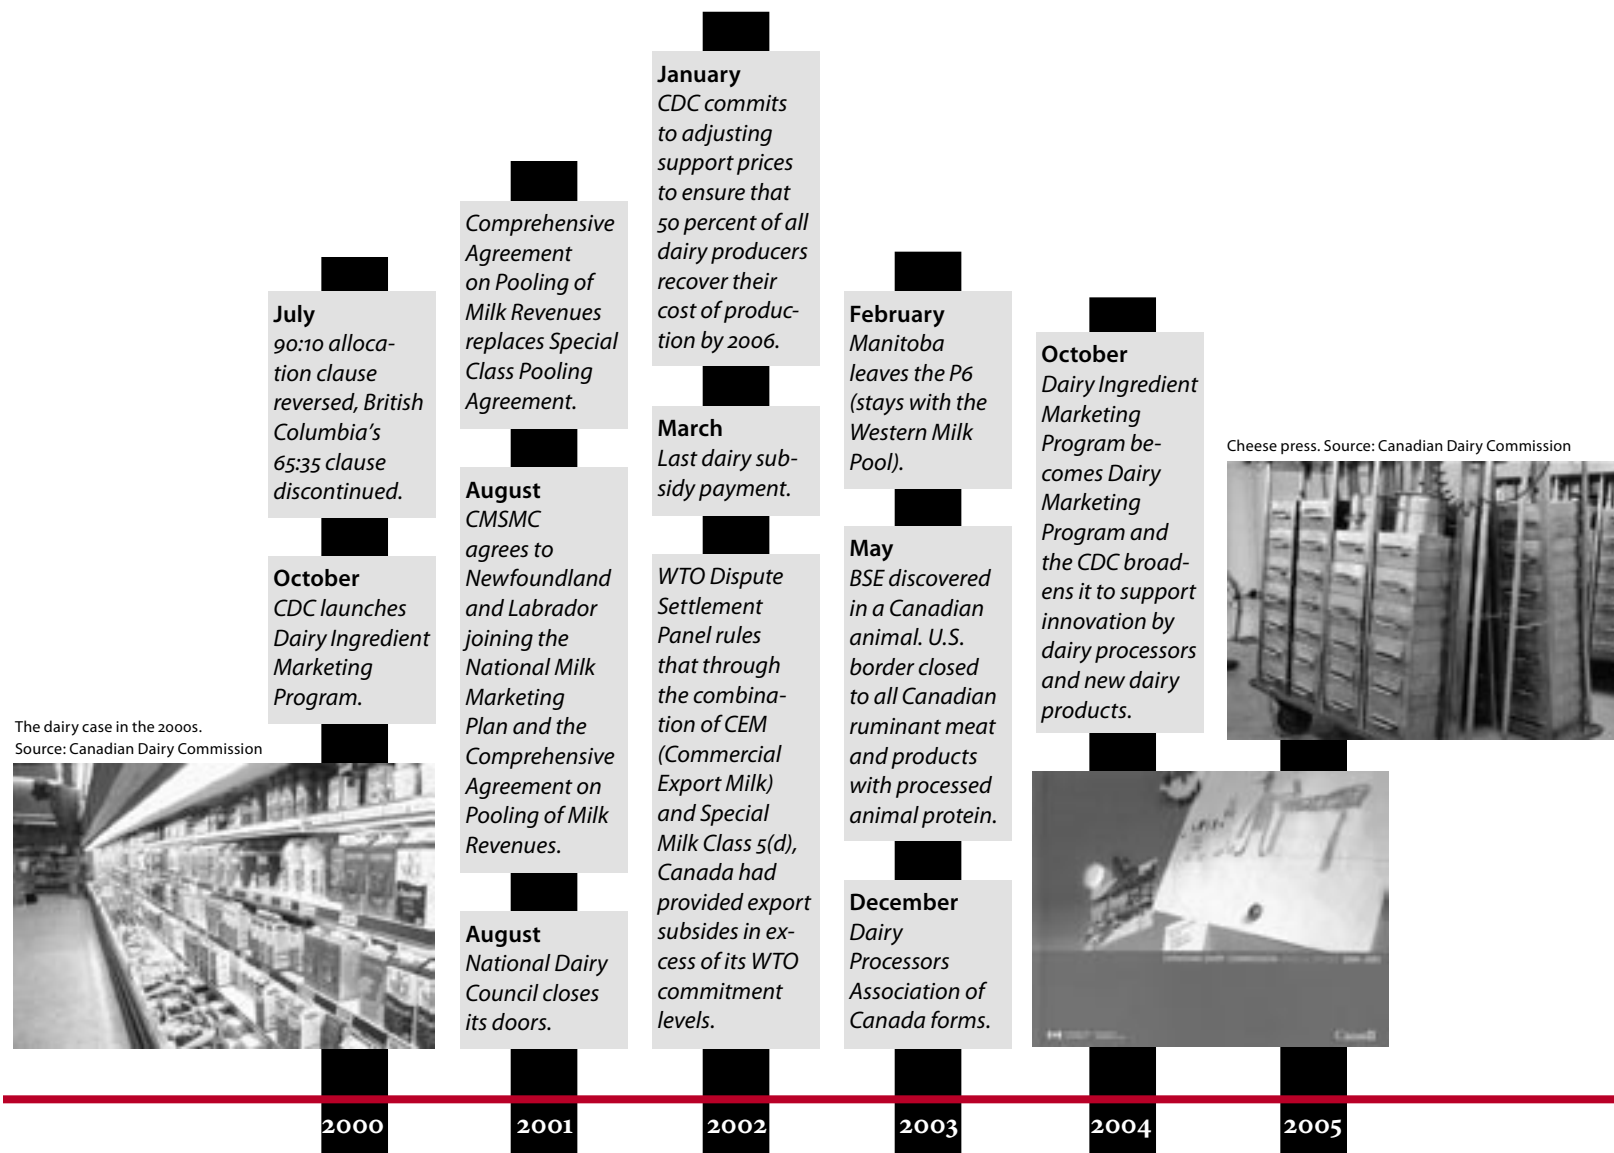 July
90:10 alloca-
tion clause
reversed, British
Columbia's
65:35 clause
discontinued.
October
CDC launches
Dairy Ingredient
Marketing
Program.
The dairy case in the 2000s.
Source: Canadian Dairy Commission
Comprehensive
Agreement
on Pooling of
Milk Revenues
replaces Special
Class Pooling
Agreement.
August
CMSMC
agrees to
Newfoundland
and Labrador
joining the
National Milk
Marketing
Plan and the
Comprehensive
Agreement on
Pooling of Milk
Revenues.
August
National Dairy
Council closes
its doors.
January
CDC commits
to adjusting
support prices
to ensure that
50 percent of all
dairy producers
recover their
cost of produc-
tion by 2006.
March
Last dairy sub-
sidy payment.
WTO Dispute
Settlement
Panel rules
that through
the combina-
tion of CEM
(Commercial
Export Milk)
and Special
Milk Class 5(d),
Canada had
provided export
subsides in ex-
cess of its WTO
commitment
levels.
February
Manitoba
leaves the P6
(stays with the
Western Milk
Pool).
May
BSE discovered
in a Canadian
animal. U.S.
border closed
to all Canadian
ruminant meat
and products
with processed
animal protein.
December
Dairy
Processors
Association of
Canada forms.
October
Dairy Ingredient
Marketing
Program be-
comes Dairy
Marketing
Program and
the CDC broad-
ens it to support
innovation by
dairy processors
and new dairy
products.
Cheese press. Source: Canadian Dairy Commission
Canada
2000
2001
2002
2003
2004
2005